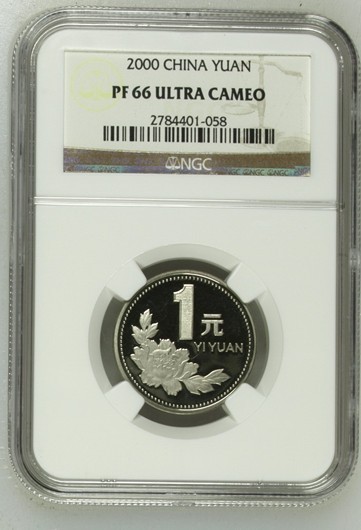 2000 CHINA YUAN
PF 66 ULTRA CAMEO
2784401-058
NGC
1元
YI YUAN